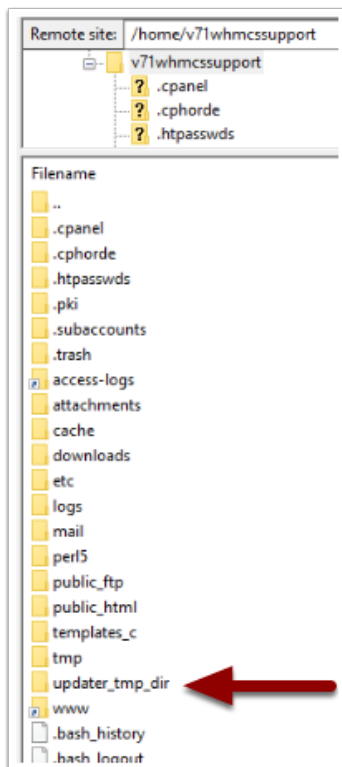 Remote site: /home/v71whmcssupport
v71whmcssupport
? .cpanel
? .cphorde
? .htpasswds
Filename
..
.cpanel
.cphorde
.htpasswds
.pki
.subaccounts
.trash
access-logs
attachments
cache
downloads
etc
logs
mail
perl5
public_ftp
public_html
templates_c
tmp
updater_tmp_dir
www
.bash_history
.bash_logout